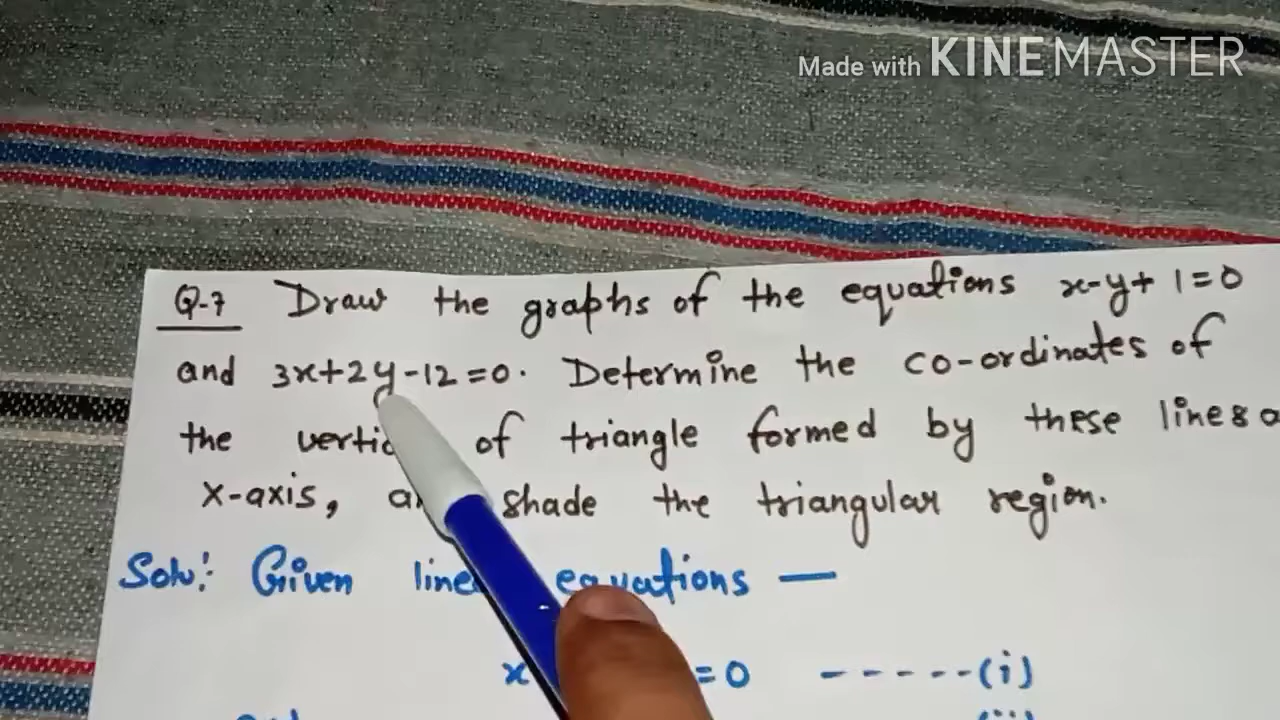 Made with KINEMASTER
Q-7 Draw the graphs of the equations x-y+1=0
and 3x+2y-12=0. Determine the co-ordinates of
the of triangle formed by these lines
X-axis, shade the triangular region.
Solu: Given equations —
x =0 -----(i)